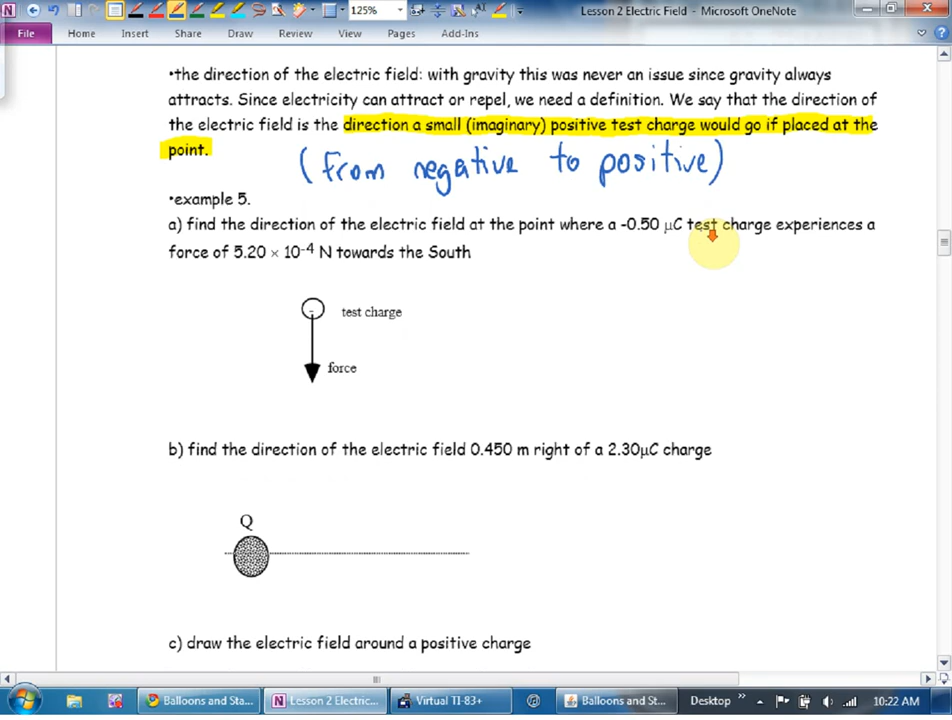 Lesson 2 Electric Field - Microsoft OneNote
125%
File Home Insert Share Draw Review View Pages Add-Ins
•the direction of the electric field: with gravity this was never an issue since gravity always
attracts. Since electricity can attract or repel, we need a definition. We say that the direction of
the electric field is the direction a small (imaginary) positive test charge would go if placed at the
point.
(from negative to positive)
•example 5.
a) find the direction of the electric field at the point where a -0.50 μC test charge experiences a
force of 5.20 × 10⁻⁴ N towards the South
-
test charge
force
b) find the direction of the electric field 0.450 m right of a 2.30μC charge
Q
c) draw the electric field around a positive charge
Balloons and Sta... Lesson 2 Electric... Virtual TI-83+ Balloons and St... Desktop » 10:22 AM